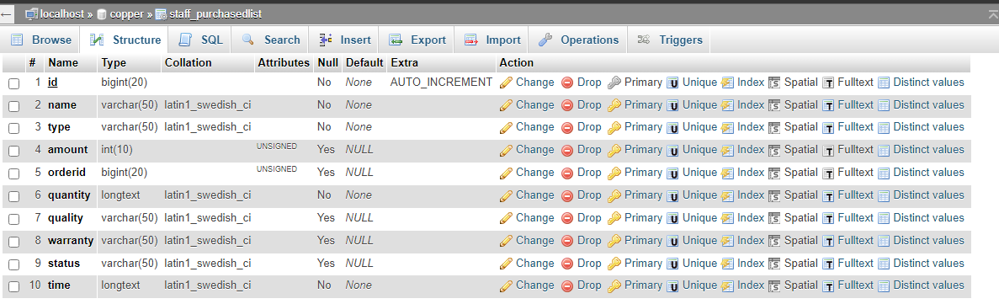 localhost » copper » staff_purchasedlist
Browse Structure SQL Search Insert Export Import Operations Triggers
# Name Type Collation Attributes Null Default Extra Action
1 id bigint(20) No None AUTO_INCREMENT Change Drop Primary Unique Index Spatial Fulltext Distinct values
2 name varchar(50) latin1_swedish_ci No None Change Drop Primary Unique Index Spatial Fulltext Distinct values
3 type varchar(50) latin1_swedish_ci No None Change Drop Primary Unique Index Spatial Fulltext Distinct values
4 amount int(10) UNSIGNED Yes NULL Change Drop Primary Unique Index Spatial Fulltext Distinct values
5 orderid bigint(20) UNSIGNED Yes NULL Change Drop Primary Unique Index Spatial Fulltext Distinct values
6 quantity longtext latin1_swedish_ci No None Change Drop Primary Unique Index Spatial Fulltext Distinct values
7 quality varchar(50) latin1_swedish_ci Yes NULL Change Drop Primary Unique Index Spatial Fulltext Distinct values
8 warranty varchar(50) latin1_swedish_ci Yes NULL Change Drop Primary Unique Index Spatial Fulltext Distinct values
9 status varchar(50) latin1_swedish_ci Yes NULL Change Drop Primary Unique Index Spatial Fulltext Distinct values
10 time longtext latin1_swedish_ci No None Change Drop Primary Unique Index Spatial Fulltext Distinct values